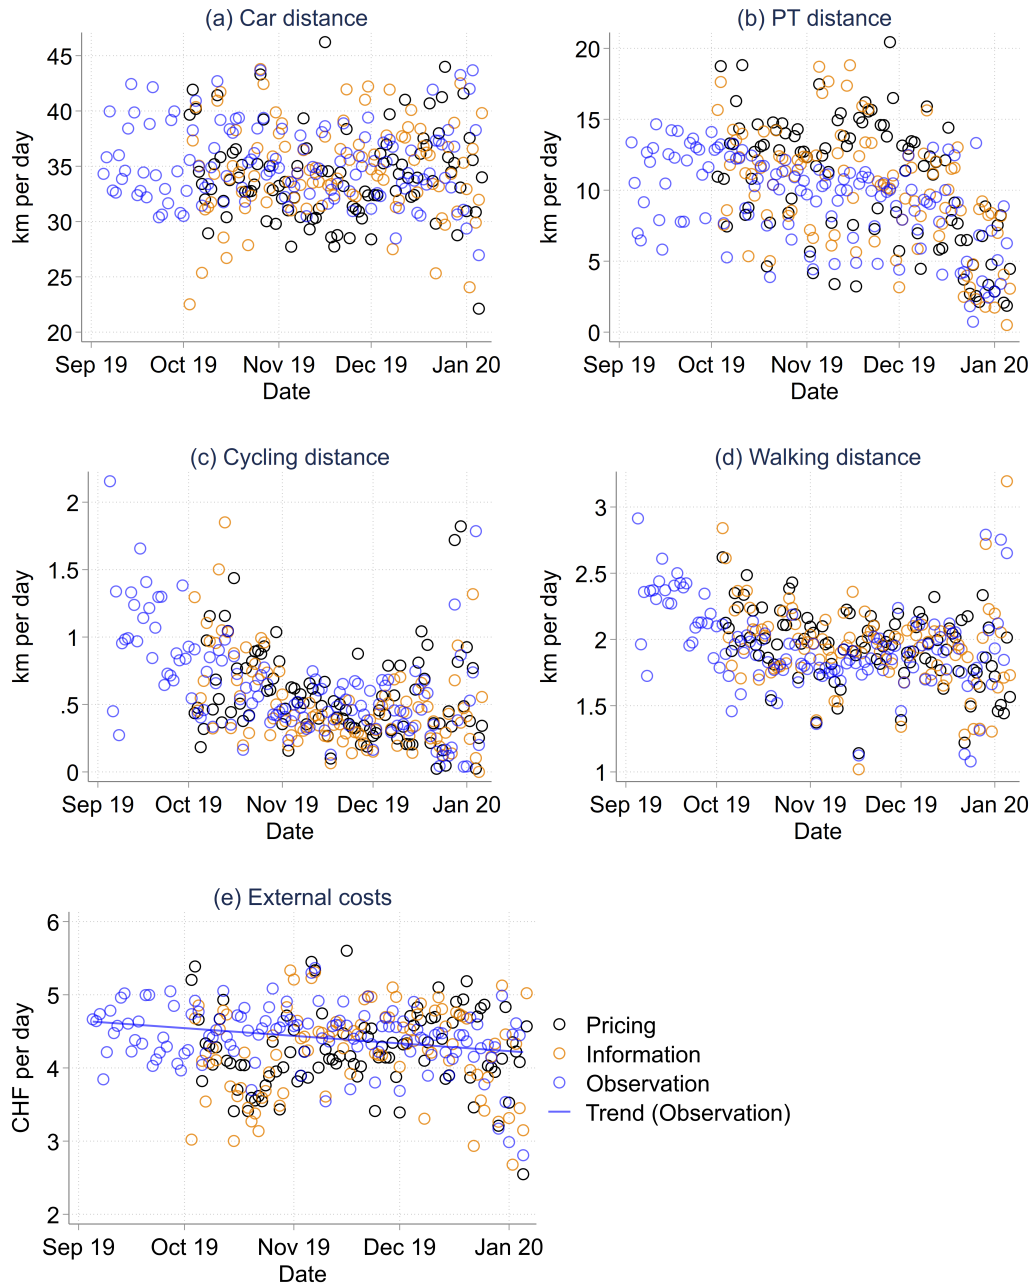 (a) Car distance
km per day
45
40
35
30
25
20
Sep 19 Oct 19 Nov 19 Dec 19 Jan 20
Date
(b) PT distance
km per day
20
15
10
5
0
Sep 19 Oct 19 Nov 19 Dec 19 Jan 20
Date
(c) Cycling distance
km per day
2
1.5
1
.5
0
Sep 19 Oct 19 Nov 19 Dec 19 Jan 20
Date
(d) Walking distance
km per day
3
2.5
2
1.5
1
Sep 19 Oct 19 Nov 19 Dec 19 Jan 20
Date
(e) External costs
CHF per day
6
5
4
3
2
Sep 19 Oct 19 Nov 19 Dec 19 Jan 20
Date
Pricing
Information
Observation
Trend (Observation)